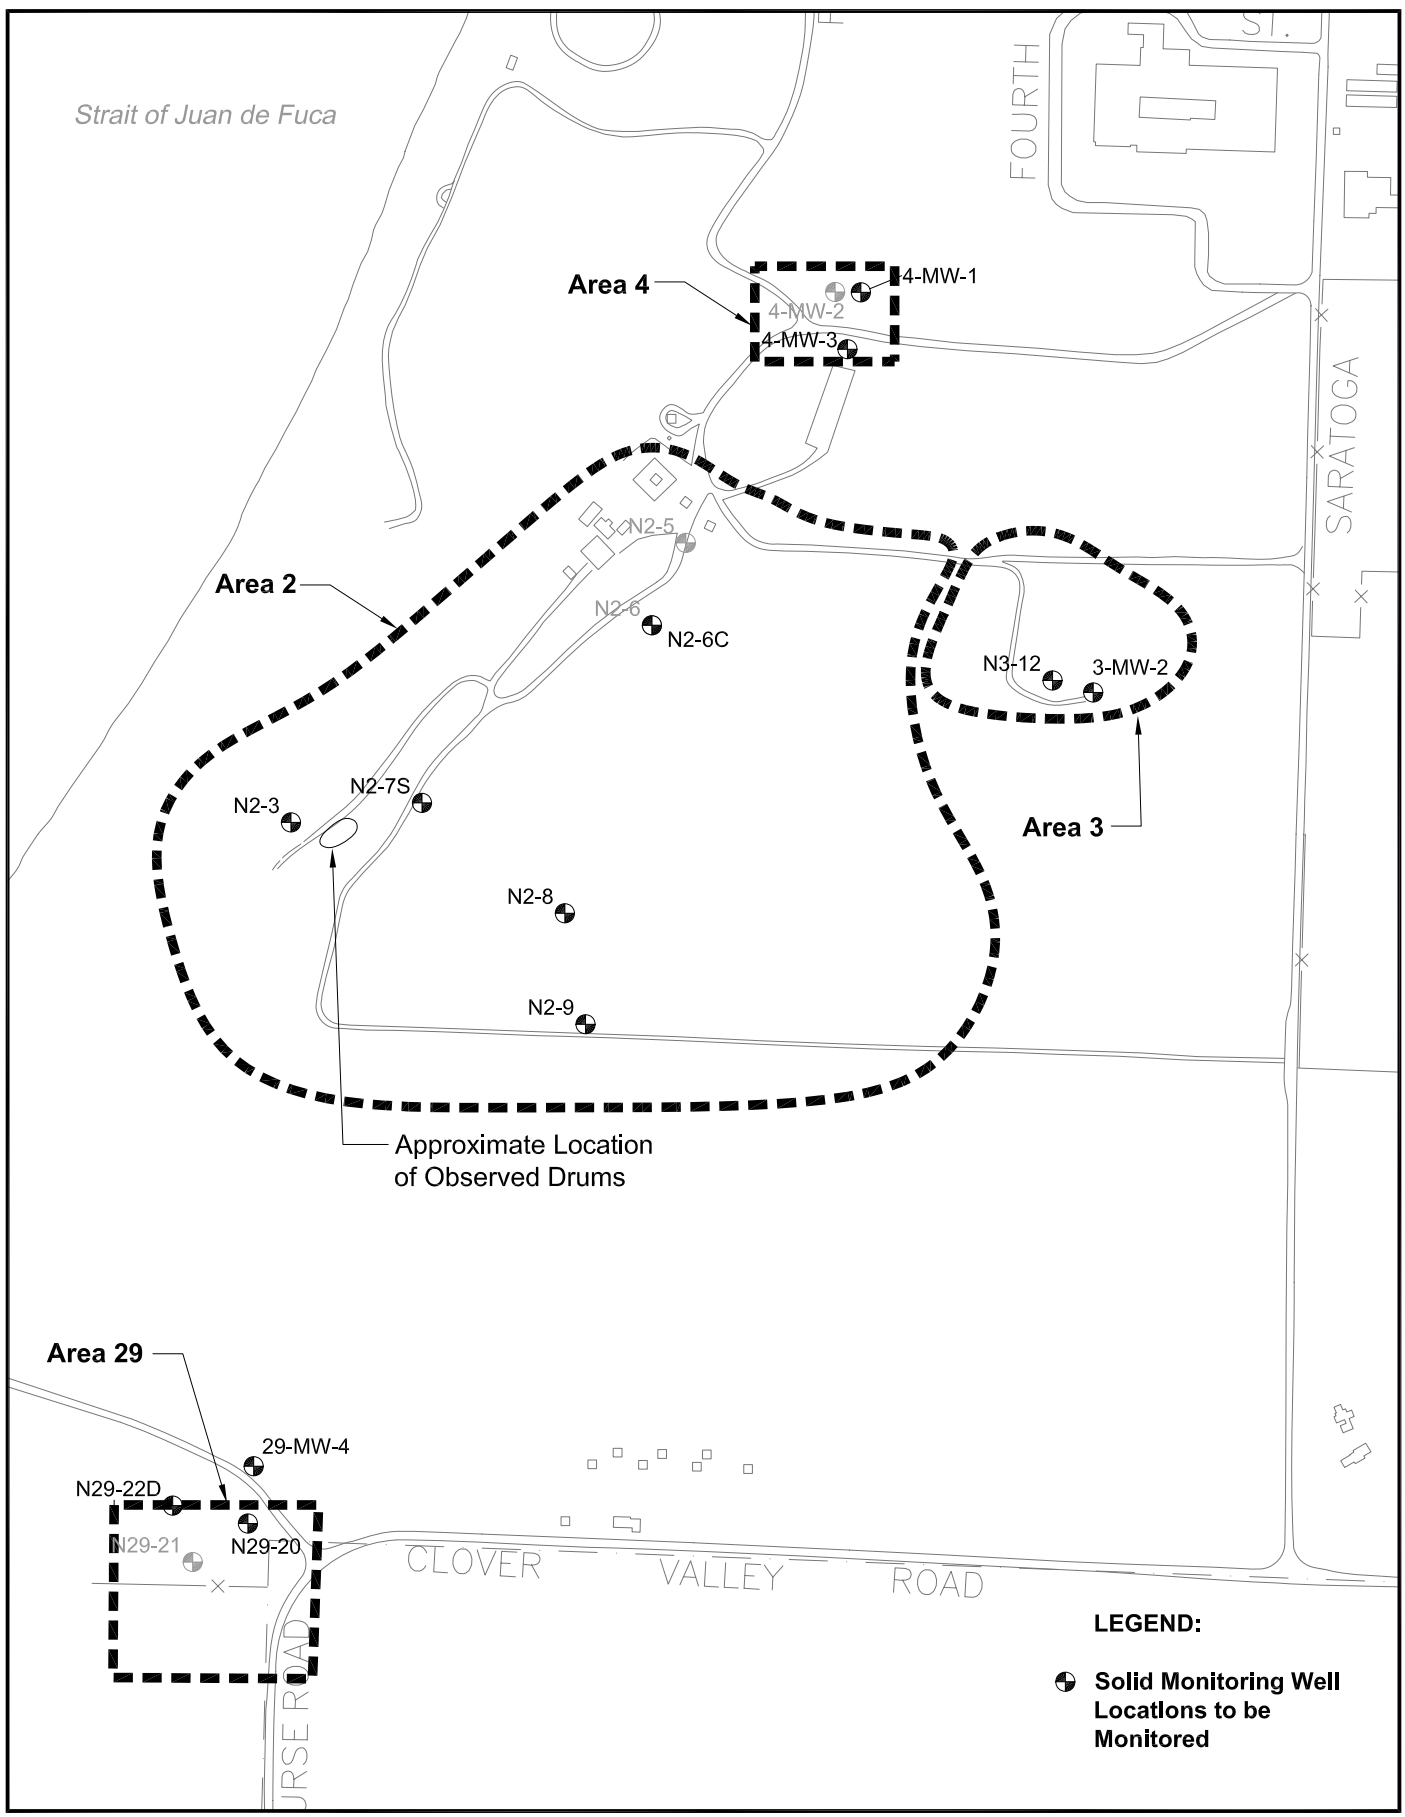 ST.
FOURTH
Strait of Juan de Fuca
Area 4
4-MW-1
4-MW-2
4-MW-3
SARATOGA
N2-5
Area 2
N2-6
N2-6C
N3-12
3-MW-2
N2-7S
N2-3
Area 3
N2-8
N2-9
Approximate Location
of Observed Drums
Area 29
29-MW-4
N29-22D
N29-21
N29-20
CLOVER VALLEY ROAD
URSE ROAD
LEGEND:
Solid Monitoring Well
Locations to be
Monitored